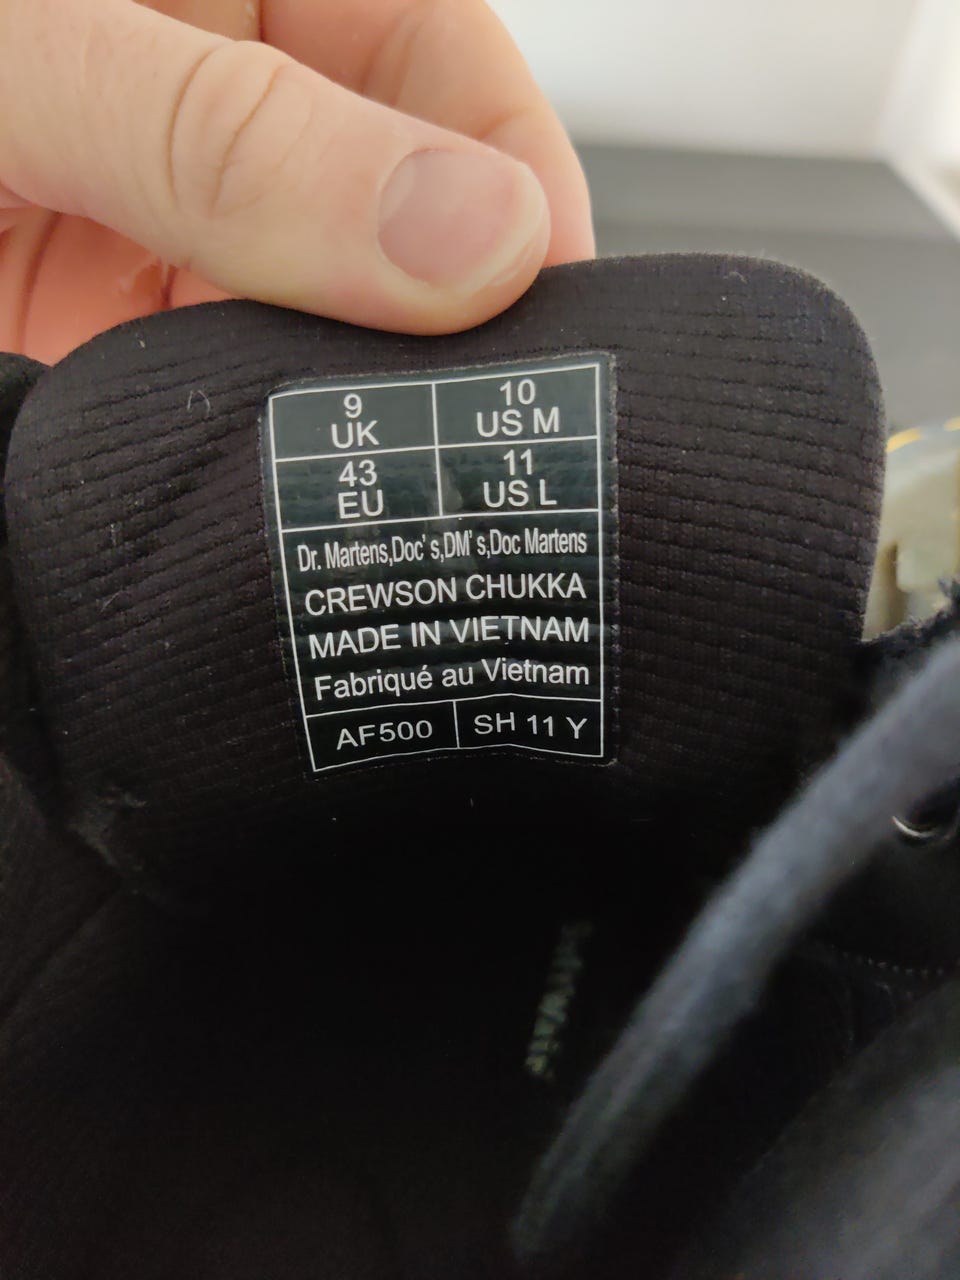 9
UK
10
US M
43
EU
11
US L
Dr. Martens,Doc's,DM's,Doc Martens
CREWSON CHUKKA
MADE IN VIETNAM
Fabriqué au Vietnam
AF500
SH 11 Y